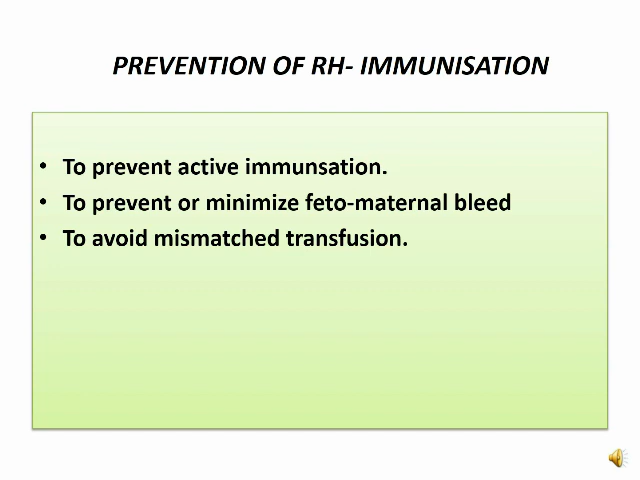 PREVENTION OF RH- IMMUNISATION
• To prevent active immunsation.
• To prevent or minimize feto-maternal bleed
• To avoid mismatched transfusion.